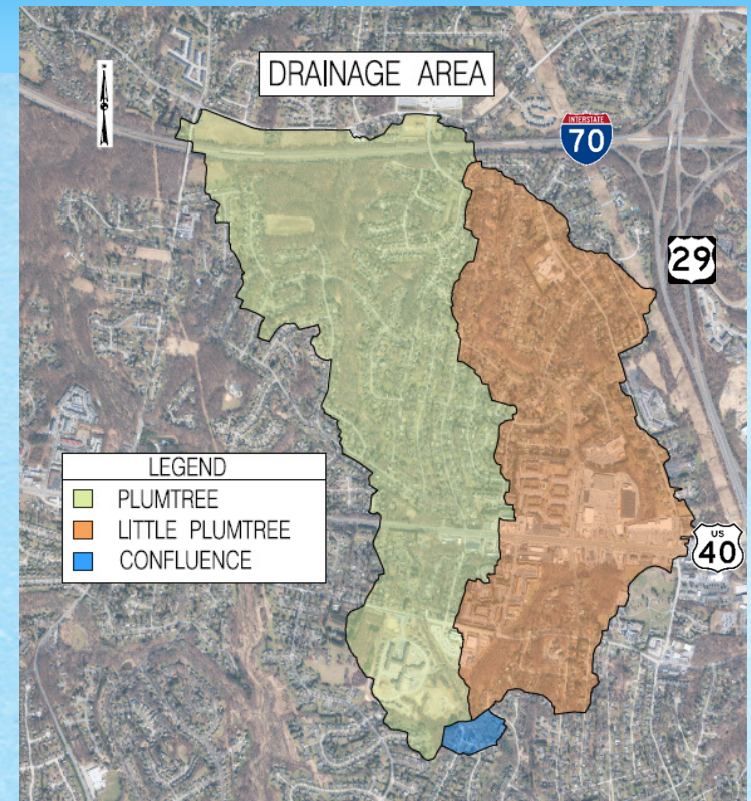 DRAINAGE AREA
INTERSTATE
70
29
LEGEND
PLUMTREE
LITTLE PLUMTREE
CONFLUENCE
US
40